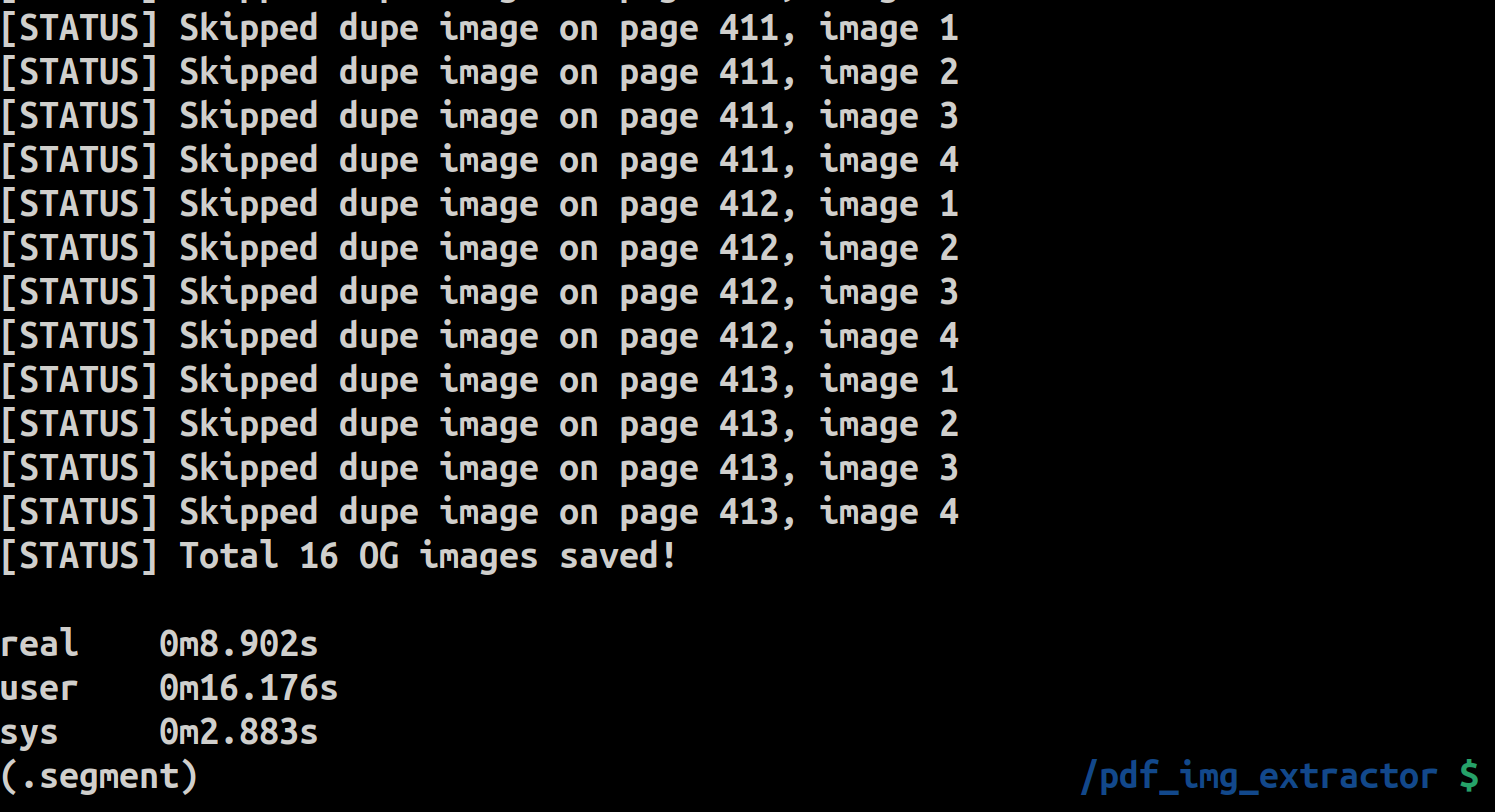 [STATUS] Skipped dupe image on page 411, image 1
[STATUS] Skipped dupe image on page 411, image 2
[STATUS] Skipped dupe image on page 411, image 3
[STATUS] Skipped dupe image on page 411, image 4
[STATUS] Skipped dupe image on page 412, image 1
[STATUS] Skipped dupe image on page 412, image 2
[STATUS] Skipped dupe image on page 412, image 3
[STATUS] Skipped dupe image on page 412, image 4
[STATUS] Skipped dupe image on page 413, image 1
[STATUS] Skipped dupe image on page 413, image 2
[STATUS] Skipped dupe image on page 413, image 3
[STATUS] Skipped dupe image on page 413, image 4
[STATUS] Total 16 OG images saved!
real 0m8.902s
user 0m16.176s
sys 0m2.883s
(.segment) /pdf_img_extractor $